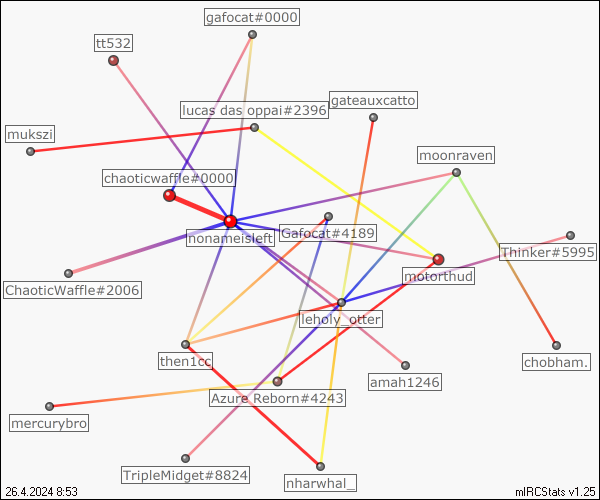 gafocat#0000
tt532
gateauxcatto
lucas das oppai#2396
mukszi
moonraven
chaoticwaffle#0000
nonameisleft
Gafocat#4189
Thinker#5995
motorthud
ChaoticWaffle#2006
leholy_otter
then1cc
chobham.
amah1246
Azure Reborn#4243
mercurybro
TripleMidget#8824
nharwhal_
26.4.2024 8:53
mIRCStats v1.25